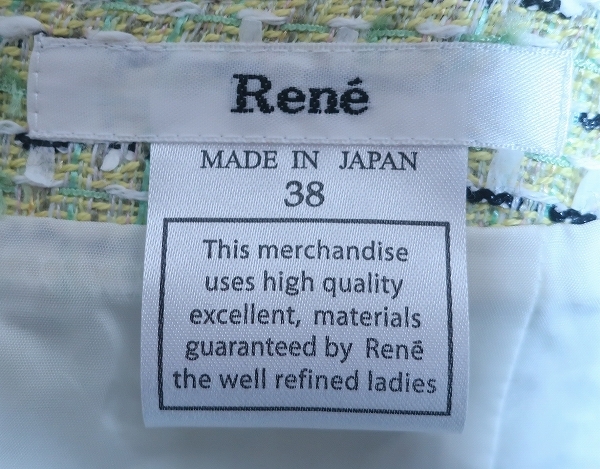 René
MADE IN JAPAN
38
This merchandise
uses high quality
excellent, materials
guaranteed by René
the well refined ladies